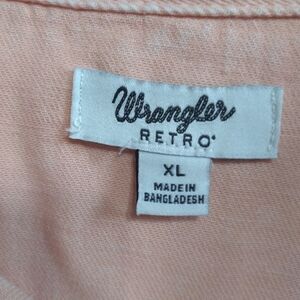 Wrangler
RETRO
XL
MADE IN
BANGLADESH